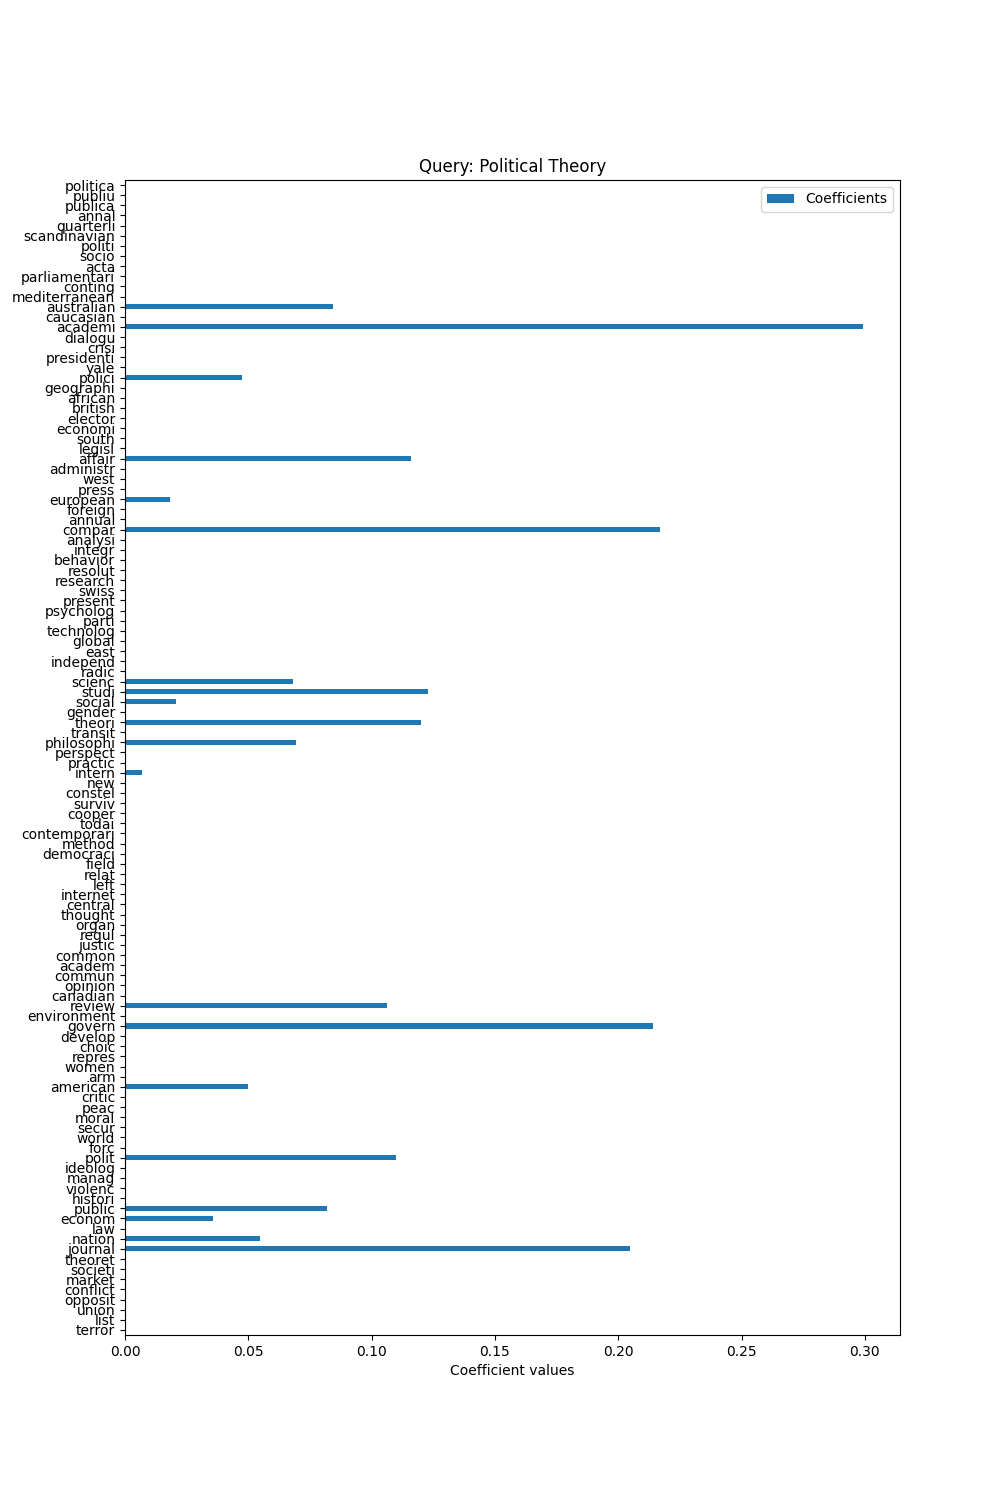 Query: Political Theory
Coefficients
politica
publiu
publica
annal
quarterli
scandinavian
politi
socio
acta
parliamentari
conting
mediterranean
australian
caucasian
academi
dialogu
crisi
presidenti
yale
polici
geographi
african
british
elector
economi
south
legisl
affair
administr
west
press
european
foreign
annual
compar
analysi
integr
behavior
resolut
research
swiss
present
psycholog
parti
technolog
global
east
independ
radic
scienc
studi
social
gender
theori
transit
philosophi
perspect
practic
intern
new
constel
surviv
cooper
todai
contemporari
method
democraci
field
relat
left
internet
central
thought
organ
regul
justic
common
academ
commun
opinion
canadian
review
environment
govern
develop
choic
repres
women
arm
american
critic
peac
moral
secur
world
forc
polit
ideolog
manag
violenc
histori
public
econom
law
nation
journal
theoret
societi
market
conflict
opposit
union
list
terror
0.00 0.05 0.10 0.15 0.20 0.25 0.30
Coefficient values